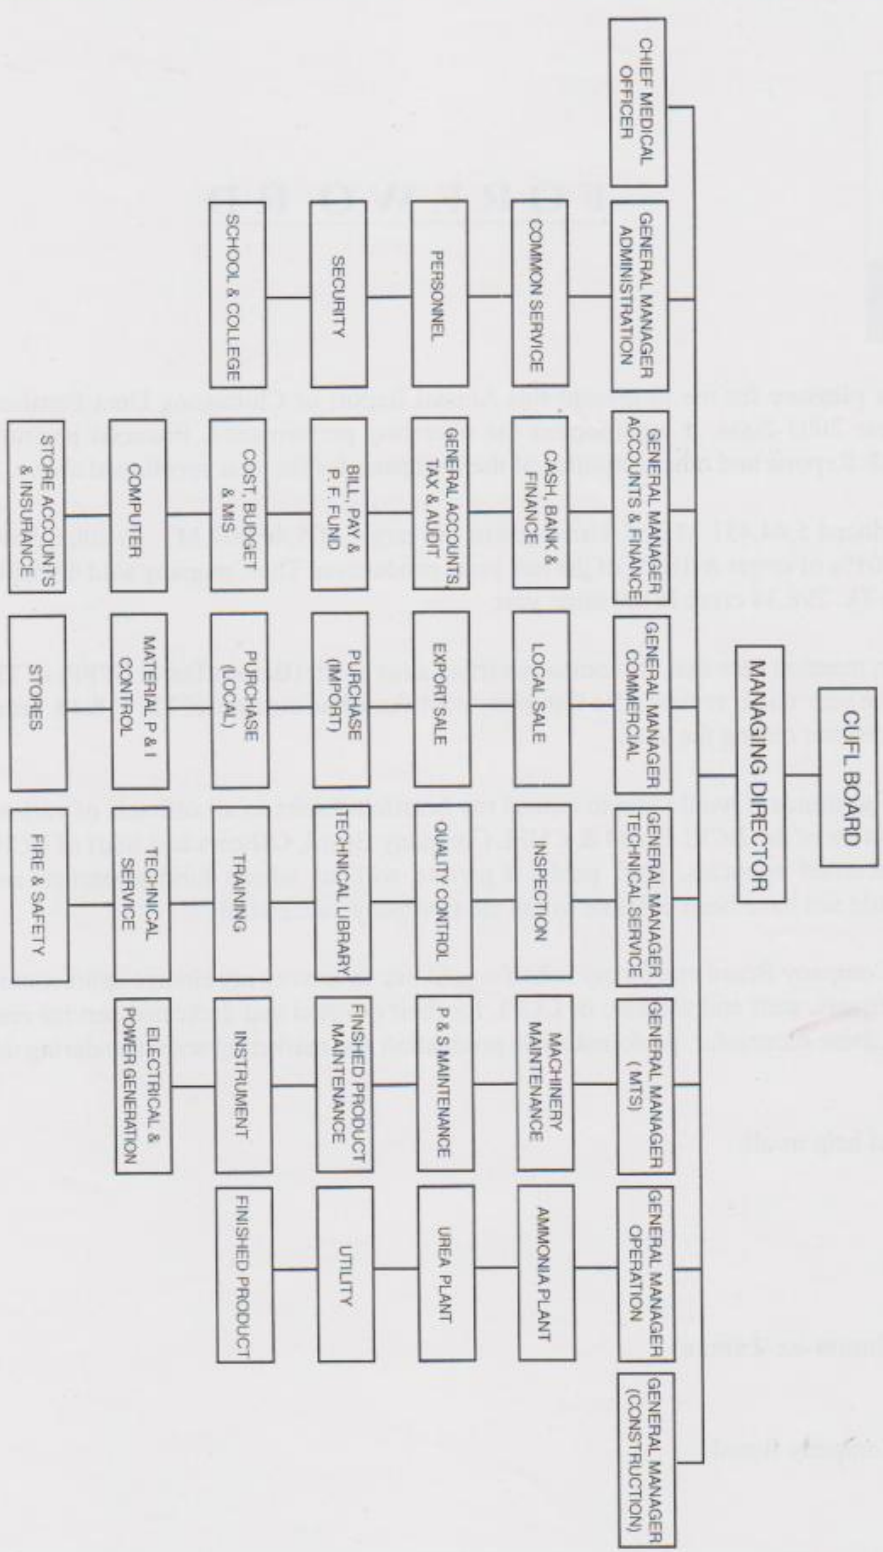 CUFL BOARD
MANAGING DIRECTOR
CHIEF MEDICAL
OFFICER
GENERAL MANAGER
ADMINISTRATION
GENERAL MANAGER
ACCOUNTS & FINANCE
GENERAL MANAGER
COMMERCIAL
GENERAL MANAGER
TECHNICAL SERVICE
GENERAL MANAGER
( MTS)
GENERAL MANAGER
OPERATION
GENERAL MANAGER
(CONSTRUCTION)
COMMON SERVICE
PERSONNEL
SECURITY
SCHOOL & COLLEGE
CASH, BANK &
FINANCE
GENERAL ACCOUNTS
TAX & AUDIT
BILL, PAY &
P. F. FUND
COST, BUDGET
& MIS
COMPUTER
STORE ACCOUNTS
& INSURANCE
LOCAL SALE
EXPORT SALE
PURCHASE
(IMPORT)
PURCHASE
(LOCAL)
MATERIAL P & I
CONTROL
STORES
INSPECTION
QUALITY CONTROL
TECHNICAL LIBRARY
TRAINING
TECHNICAL
SERVICE
FIRE & SAFETY
MACHINERY
MAINTENANCE
P & S MAINTENANCE
FINSHED PRODUCT
MAINTENANCE
INSTRUMENT
ELECTRICAL &
POWER GENERATION
AMMONIA PLANT
UREA PLANT
UTILITY
FINISHED PRODUCT